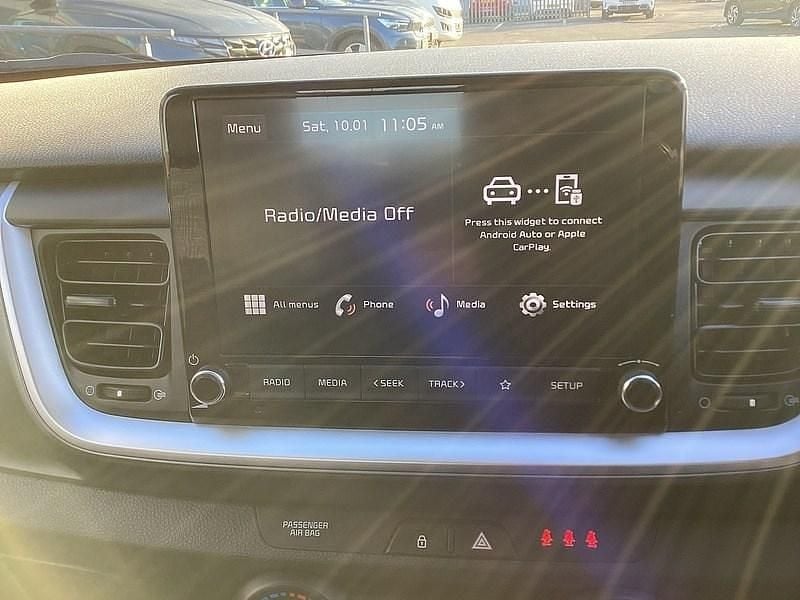 Menu
Sat, 10.01 11:05 AM
Radio/Media Off
Press this widget to connect
Android Auto or Apple
CarPlay.
All menus
Phone
Media
Settings
RADIO
MEDIA
< SEEK
TRACK >
SETUP
PASSENGER
AIR BAG